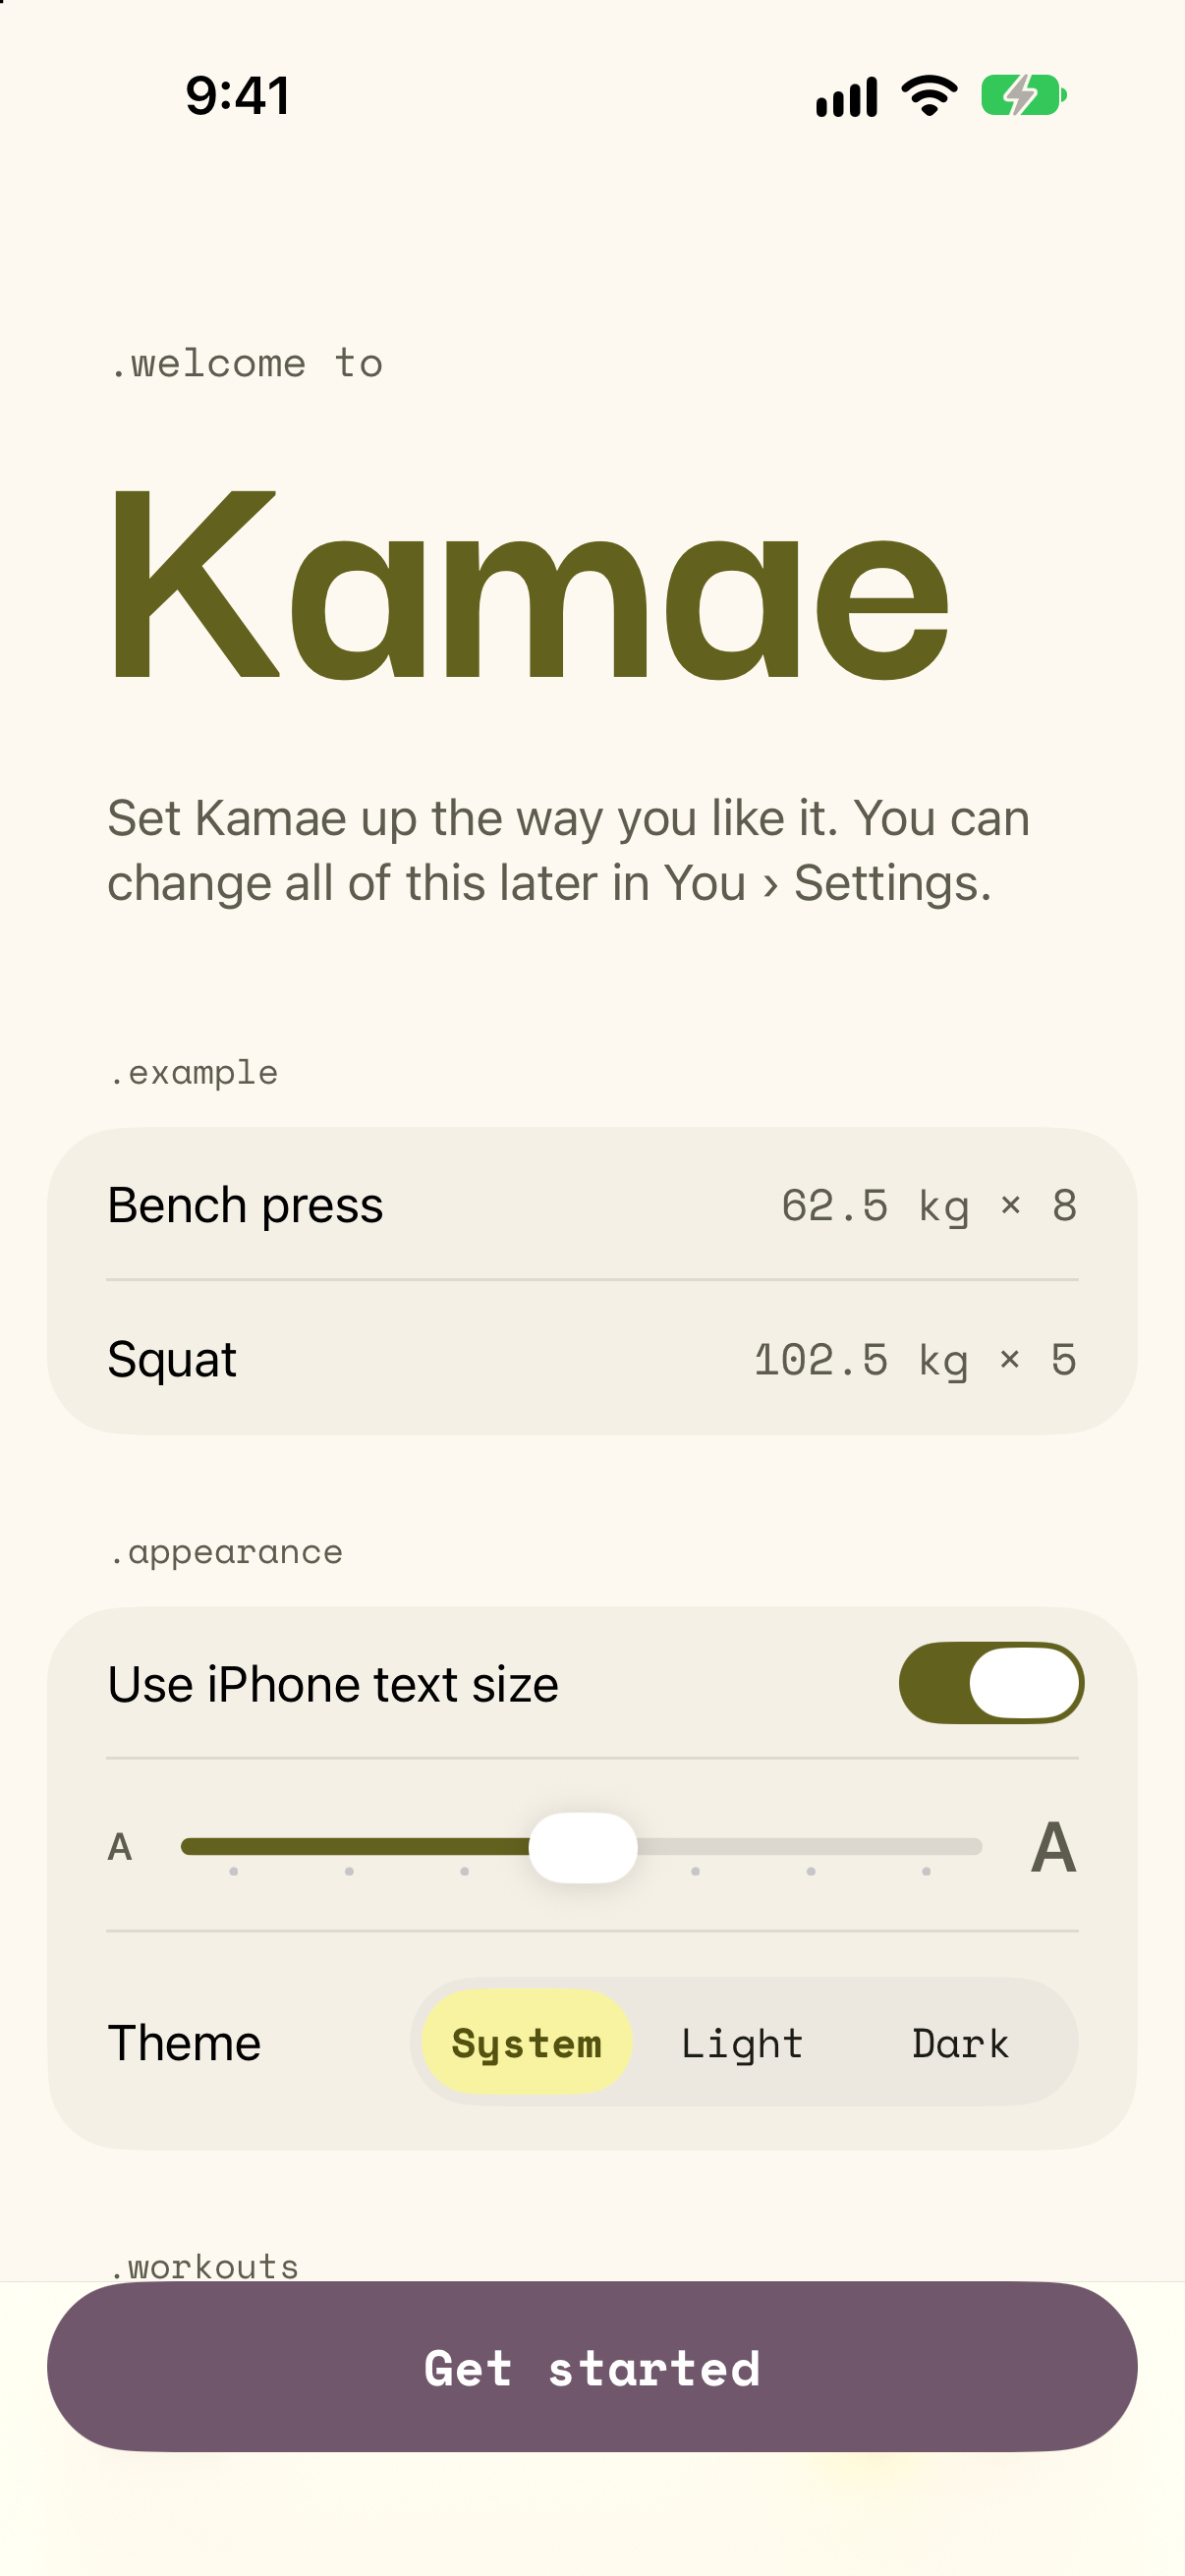 9:41
.welcome to
Kamae
Set Kamae up the way you like it. You can
change all of this later in You › Settings.
.example
Bench press 62.5 kg × 8
Squat 102.5 kg × 5
.appearance
Use iPhone text size
A A
Theme System Light Dark
.workouts
Get started